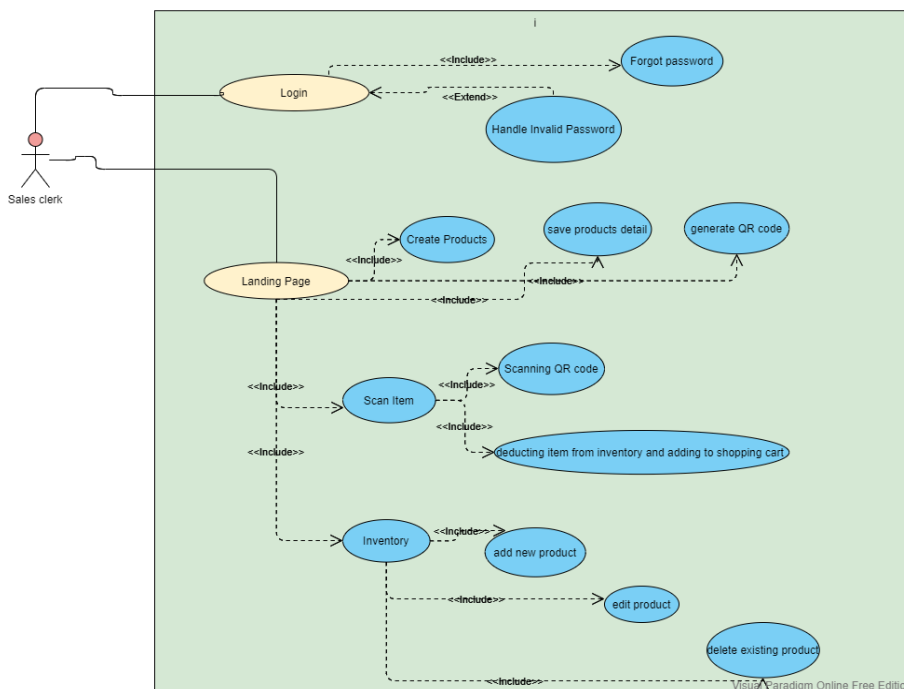 i
<<Include>>
Forgot password
Login
<<Extend>>
Handle Invalid Password
Sales clerk
save products detail
generate QR code
Create Products
<<Include>>
Landing Page
<<Include>>
<<Include>>
Scanning QR code
<<Include>>
<<Include>>
Scan Item
<<Include>>
<<Include>>
deducting item from inventory and adding to shopping cart
<<Include>>
Inventory
add new product
<<Include>>
edit product
delete existing product
<<Include>>
Visual Paradigm Online Free Editio